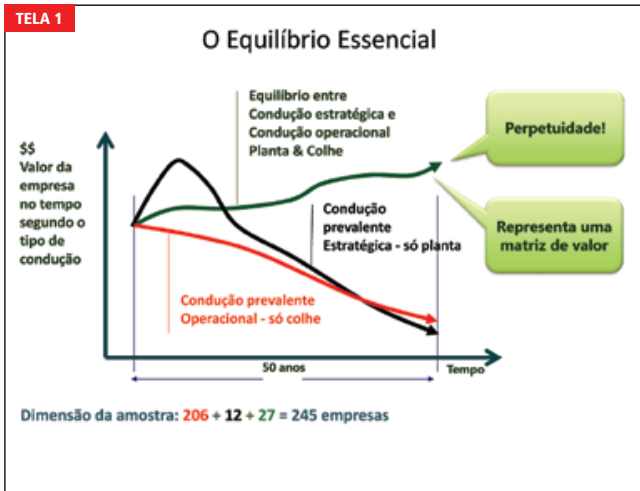 TELA 1
O Equilíbrio Essencial
Equilíbrio entre
Condução estratégica e
Condução operacional
Planta & Colhe
Perpetuidade!
$$
Valor da
empresa
no tempo
segundo o
tipo de
condução
Condução
prevalente
Estratégica - só planta
Representa uma
matriz de valor
Condução prevalente
Operacional - só colhe
50 anos
Tempo
Dimensão da amostra: 206 + 12 + 27 = 245 empresas